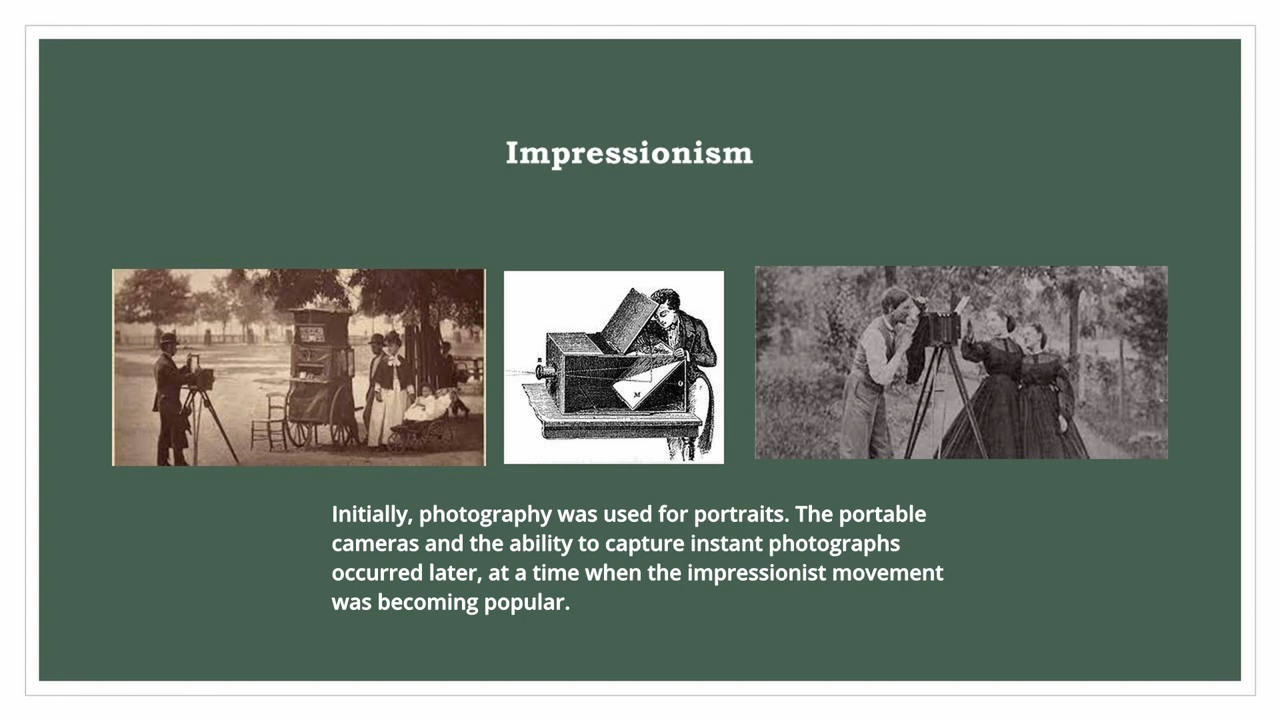 Impressionism
Initially, photography was used for portraits. The portable
cameras and the ability to capture instant photographs
occurred later, at a time when the impressionist movement
was becoming popular.